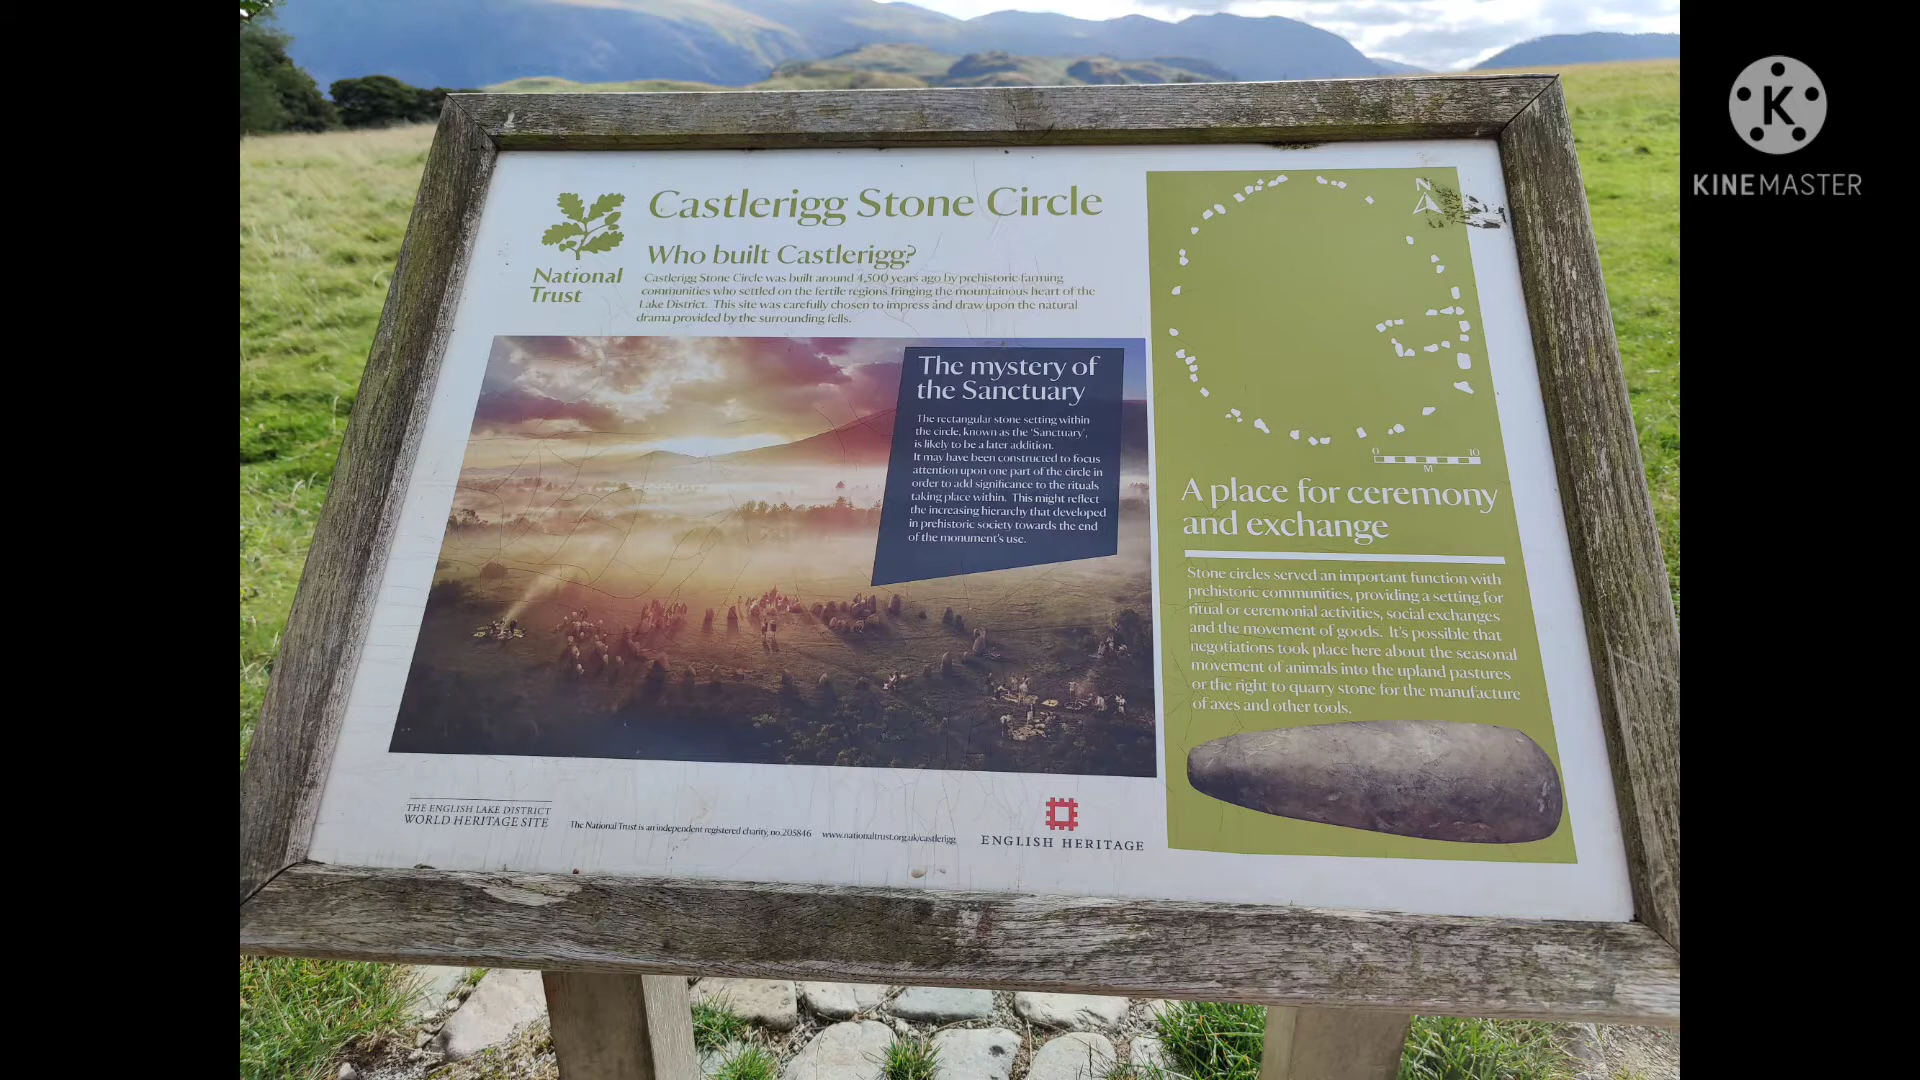 Castlerigg Stone Circle
National
Trust
Who built Castlerigg?
Castlerigg Stone Circle was built around 4,500 years ago by prehistoric farming
communities who settled on the fertile regions fringing the mountainous heart of the
Lake District. This site was carefully chosen to impress and draw upon the natural
drama provided by the surrounding fells.
The mystery of
the Sanctuary
The rectangular stone setting within
the circle, known as the 'Sanctuary',
is likely to be a later addition.
It may have been constructed to focus
attention upon one part of the circle in
order to add significance to the rituals
taking place within. This might reflect
the increasing hierarchy that developed
in prehistoric society towards the end
of the monument's use.
N
0 10
M
A place for ceremony
and exchange
Stone circles served an important function with
prehistoric communities, providing a setting for
ritual or ceremonial activities, social exchanges
and the movement of goods. It's possible that
negotiations took place here about the seasonal
movement of animals into the upland pastures
or the right to quarry stone for the manufacture
of axes and other tools.
THE ENGLISH LAKE DISTRICT
WORLD HERITAGE SITE
The National Trust is an independent registered charity, no.205846 www.nationaltrust.org.uk/castlerigg
ENGLISH HERITAGE
K
KINEMASTER